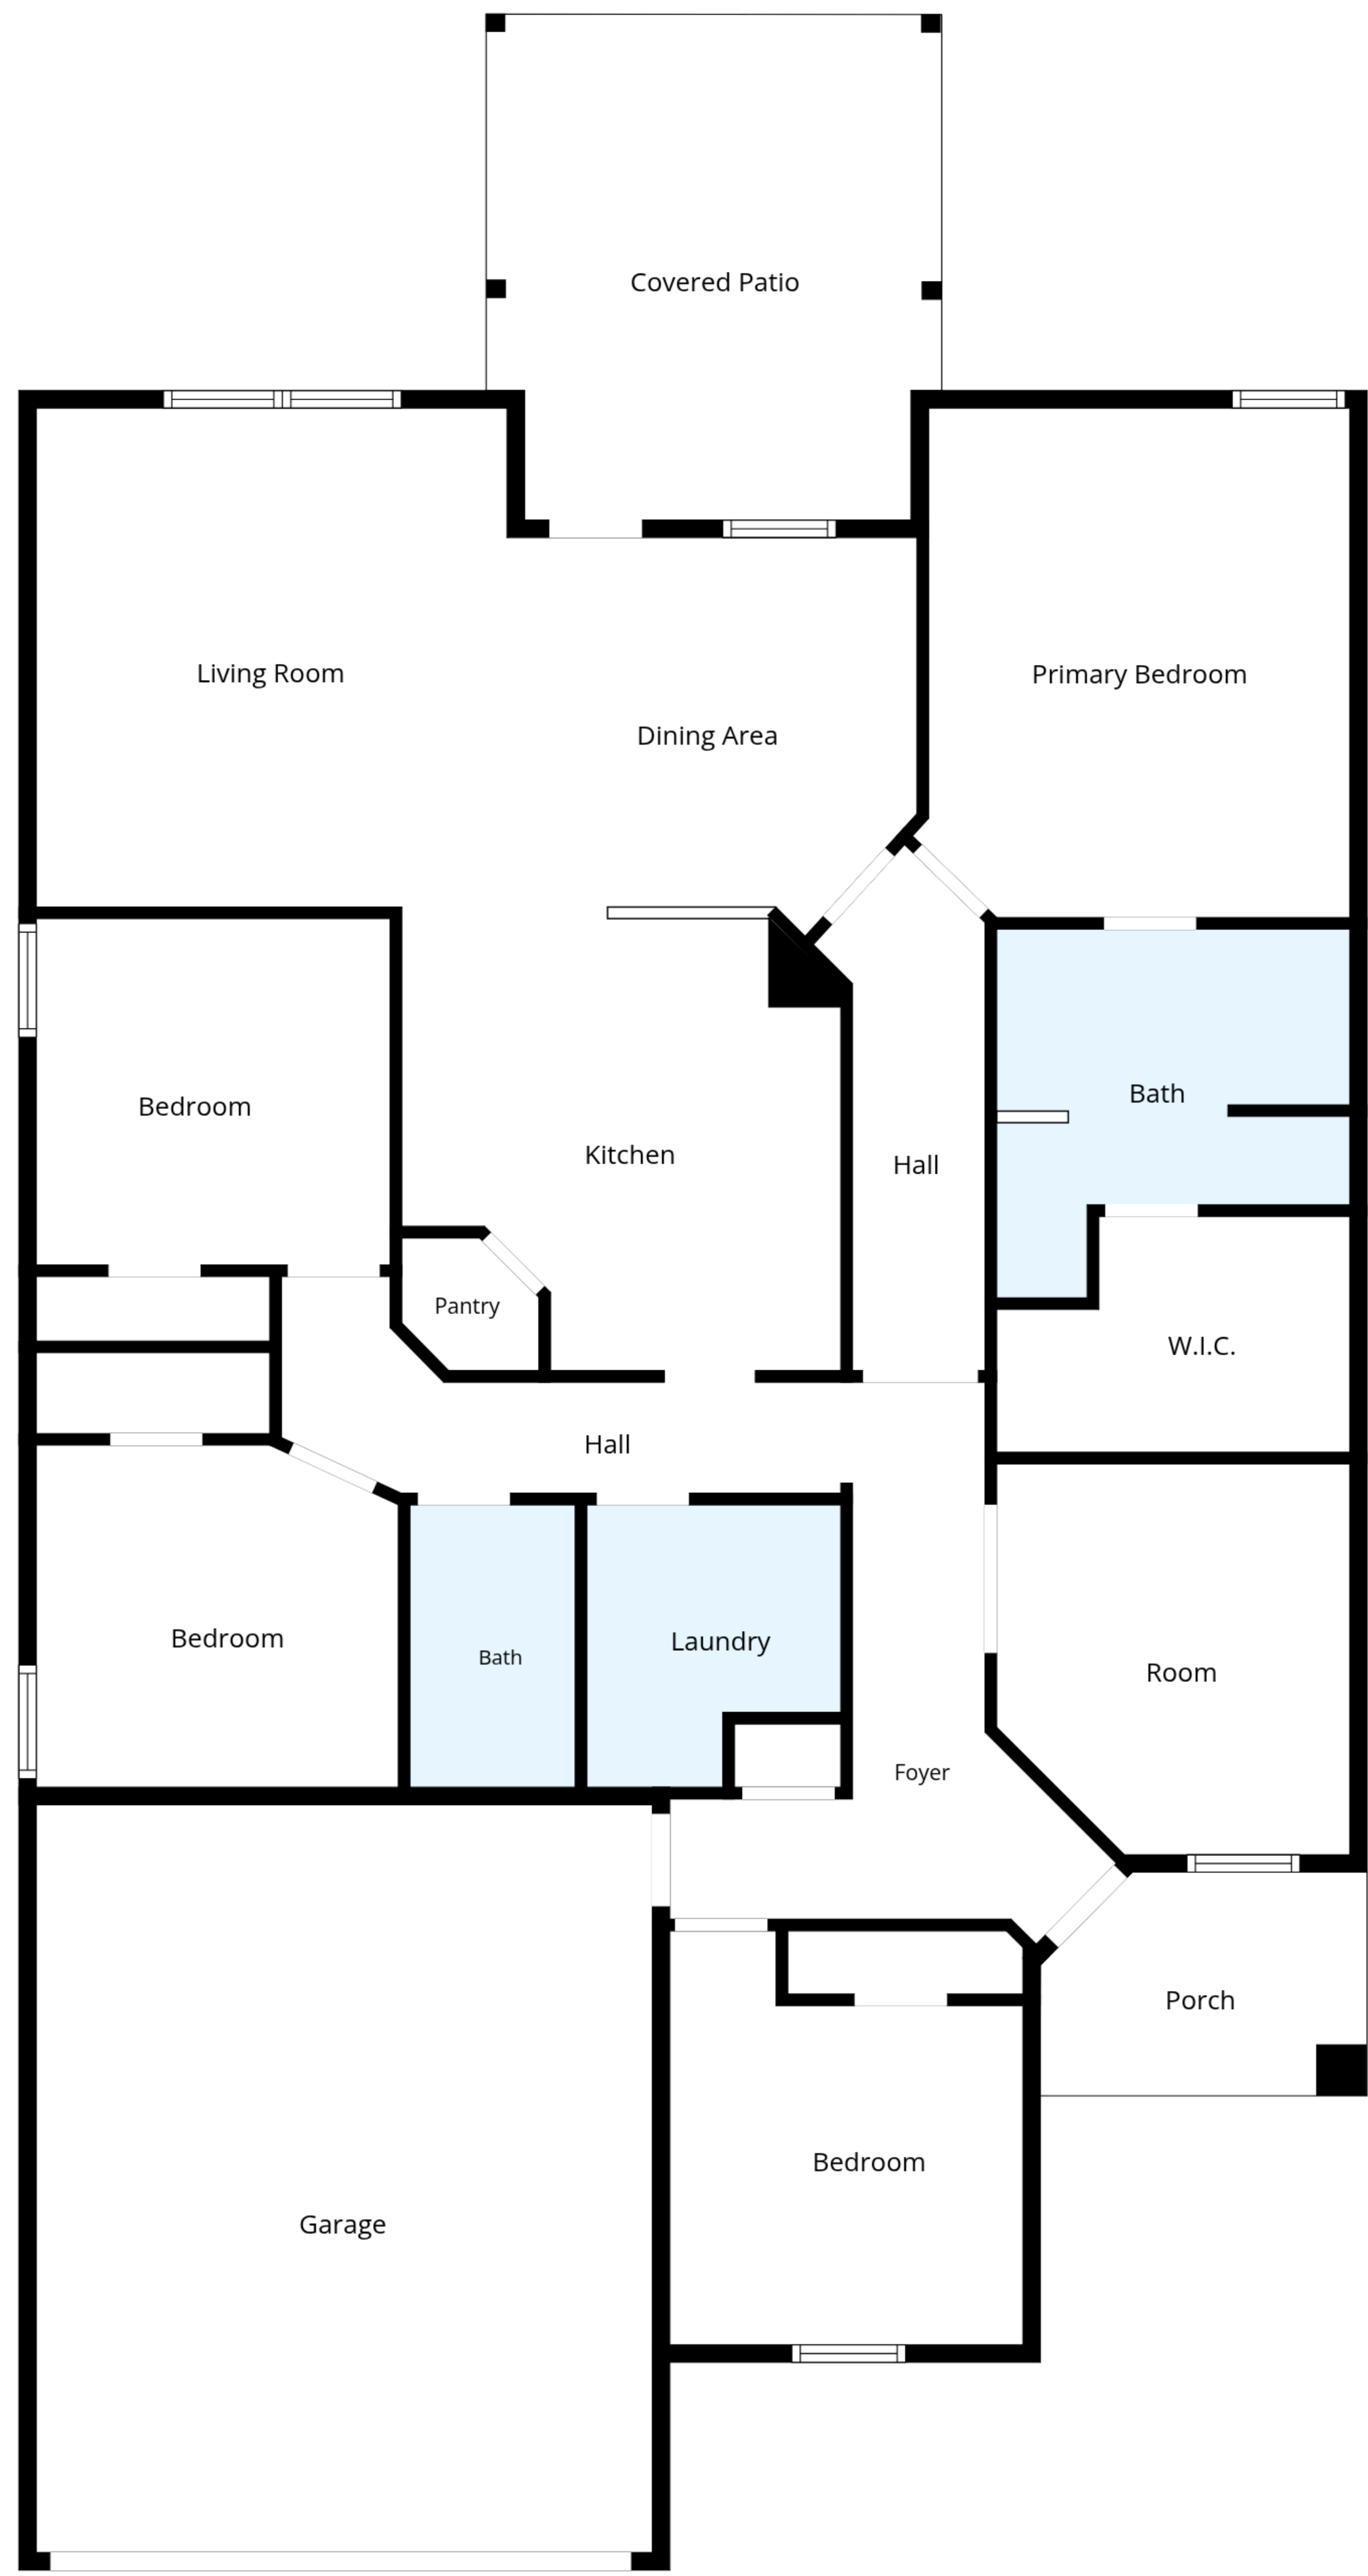 Covered Patio
Living Room
Primary Bedroom
Dining Area
Bath
Bedroom
Kitchen
Hall
Pantry
W.I.C.
Hall
Bedroom
Laundry
Bath
Room
Foyer
Porch
Bedroom
Garage